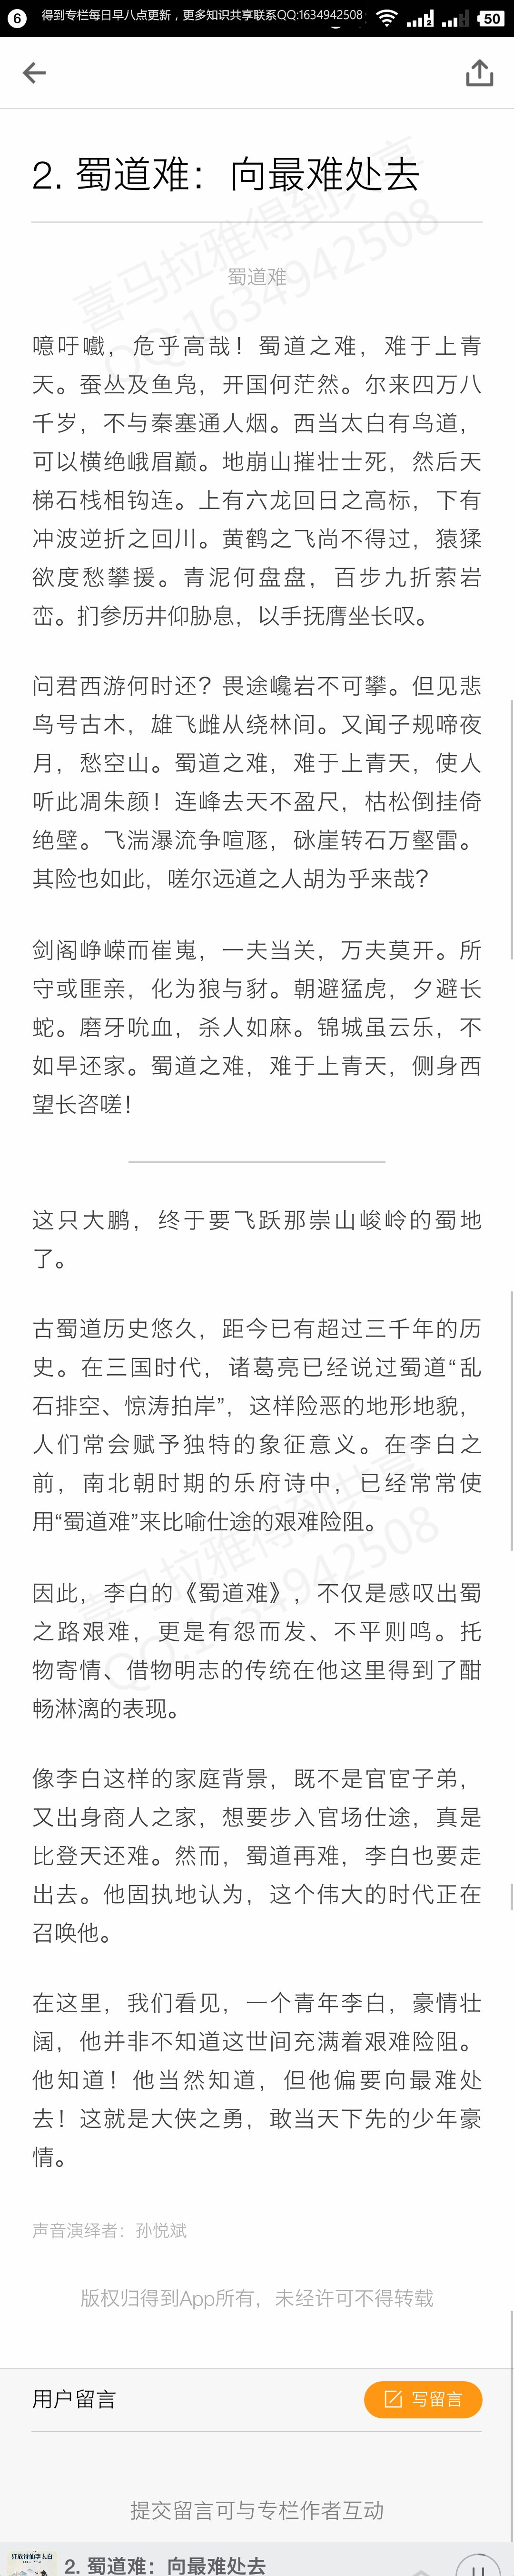 6 得到专栏每日早八点更新，更多知识共享联系QQ:1634942508 50
2. 蜀道难：向最难处去
喜马拉雅得到共享
QQ:1634942508
蜀道难
噫吁嚱，危乎高哉！蜀道之难，难于上青
天。蚕丛及鱼凫，开国何茫然。尔来四万八
千岁，不与秦塞通人烟。西当太白有鸟道，
可以横绝峨眉巅。地崩山摧壮士死，然后天
梯石栈相钩连。上有六龙回日之高标，下有
冲波逆折之回川。黄鹤之飞尚不得过，猿猱
欲度愁攀援。青泥何盘盘，百步九折萦岩
峦。扪参历井仰胁息，以手抚膺坐长叹。
问君西游何时还？畏途巉岩不可攀。但见悲
鸟号古木，雄飞雌从绕林间。又闻子规啼夜
月，愁空山。蜀道之难，难于上青天，使人
听此凋朱颜！连峰去天不盈尺，枯松倒挂倚
绝壁。飞湍瀑流争喧豗，砯崖转石万壑雷。
其险也如此，嗟尔远道之人胡为乎来哉？
剑阁峥嵘而崔嵬，一夫当关，万夫莫开。所
守或匪亲，化为狼与豺。朝避猛虎，夕避长
蛇。磨牙吮血，杀人如麻。锦城虽云乐，不
如早还家。蜀道之难，难于上青天，侧身西
望长咨嗟！
这只大鹏，终于要飞跃那崇山峻岭的蜀地
了。
古蜀道历史悠久，距今已有超过三千年的历
史。在三国时代，诸葛亮已经说过蜀道“乱
石排空、惊涛拍岸”，这样险恶的地形地貌，
人们常会赋予独特的象征意义。在李白之
前，南北朝时期的乐府诗中，已经常常使
用“蜀道难”来比喻仕途的艰难险阻。
喜马拉雅得到共享
QQ:1634942508
因此，李白的《蜀道难》，不仅是感叹出蜀
之路艰难，更是有怨而发、不平则鸣。托
物寄情、借物明志的传统在他这里得到了酣
畅淋漓的表现。
像李白这样的家庭背景，既不是官宦子弟，
又出身商人之家，想要步入官场仕途，真是
比登天还难。然而，蜀道再难，李白也要走
出去。他固执地认为，这个伟大的时代正在
召唤他。
在这里，我们看见，一个青年李白，豪情壮
阔，他并非不知道这世间充满着艰难险阻。
他知道！他当然知道，但他偏要向最难处
去！这就是大侠之勇，敢当天下先的少年豪
情。
声音演绎者：孙悦斌
版权归得到App所有，未经许可不得转载
用户留言
写留言
提交留言可与专栏作者互动
2. 蜀道难：向最难处去